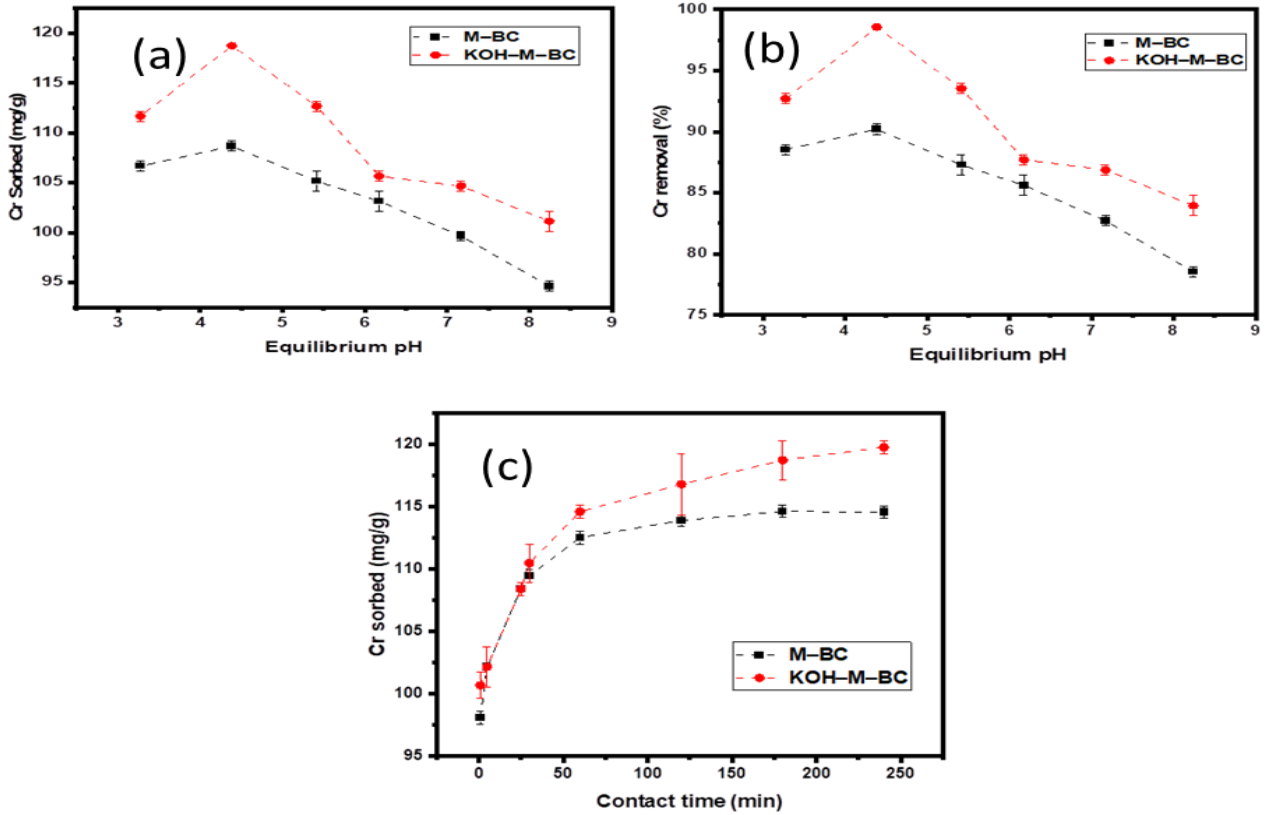 (a)
M–BC
KOH–M–BC
120
115
110
105
100
95
Cr Sorbed (mg/g)
3 4 5 6 7 8 9
Equilibrium pH
(b)
M–BC
KOH–M–BC
100
95
90
85
80
75
Cr removal (%)
3 4 5 6 7 8 9
Equilibrium pH
(c)
120
115
110
105
100
95
Cr sorbed (mg/g)
M–BC
KOH–M–BC
0 50 100 150 200 250
Contact time (min)